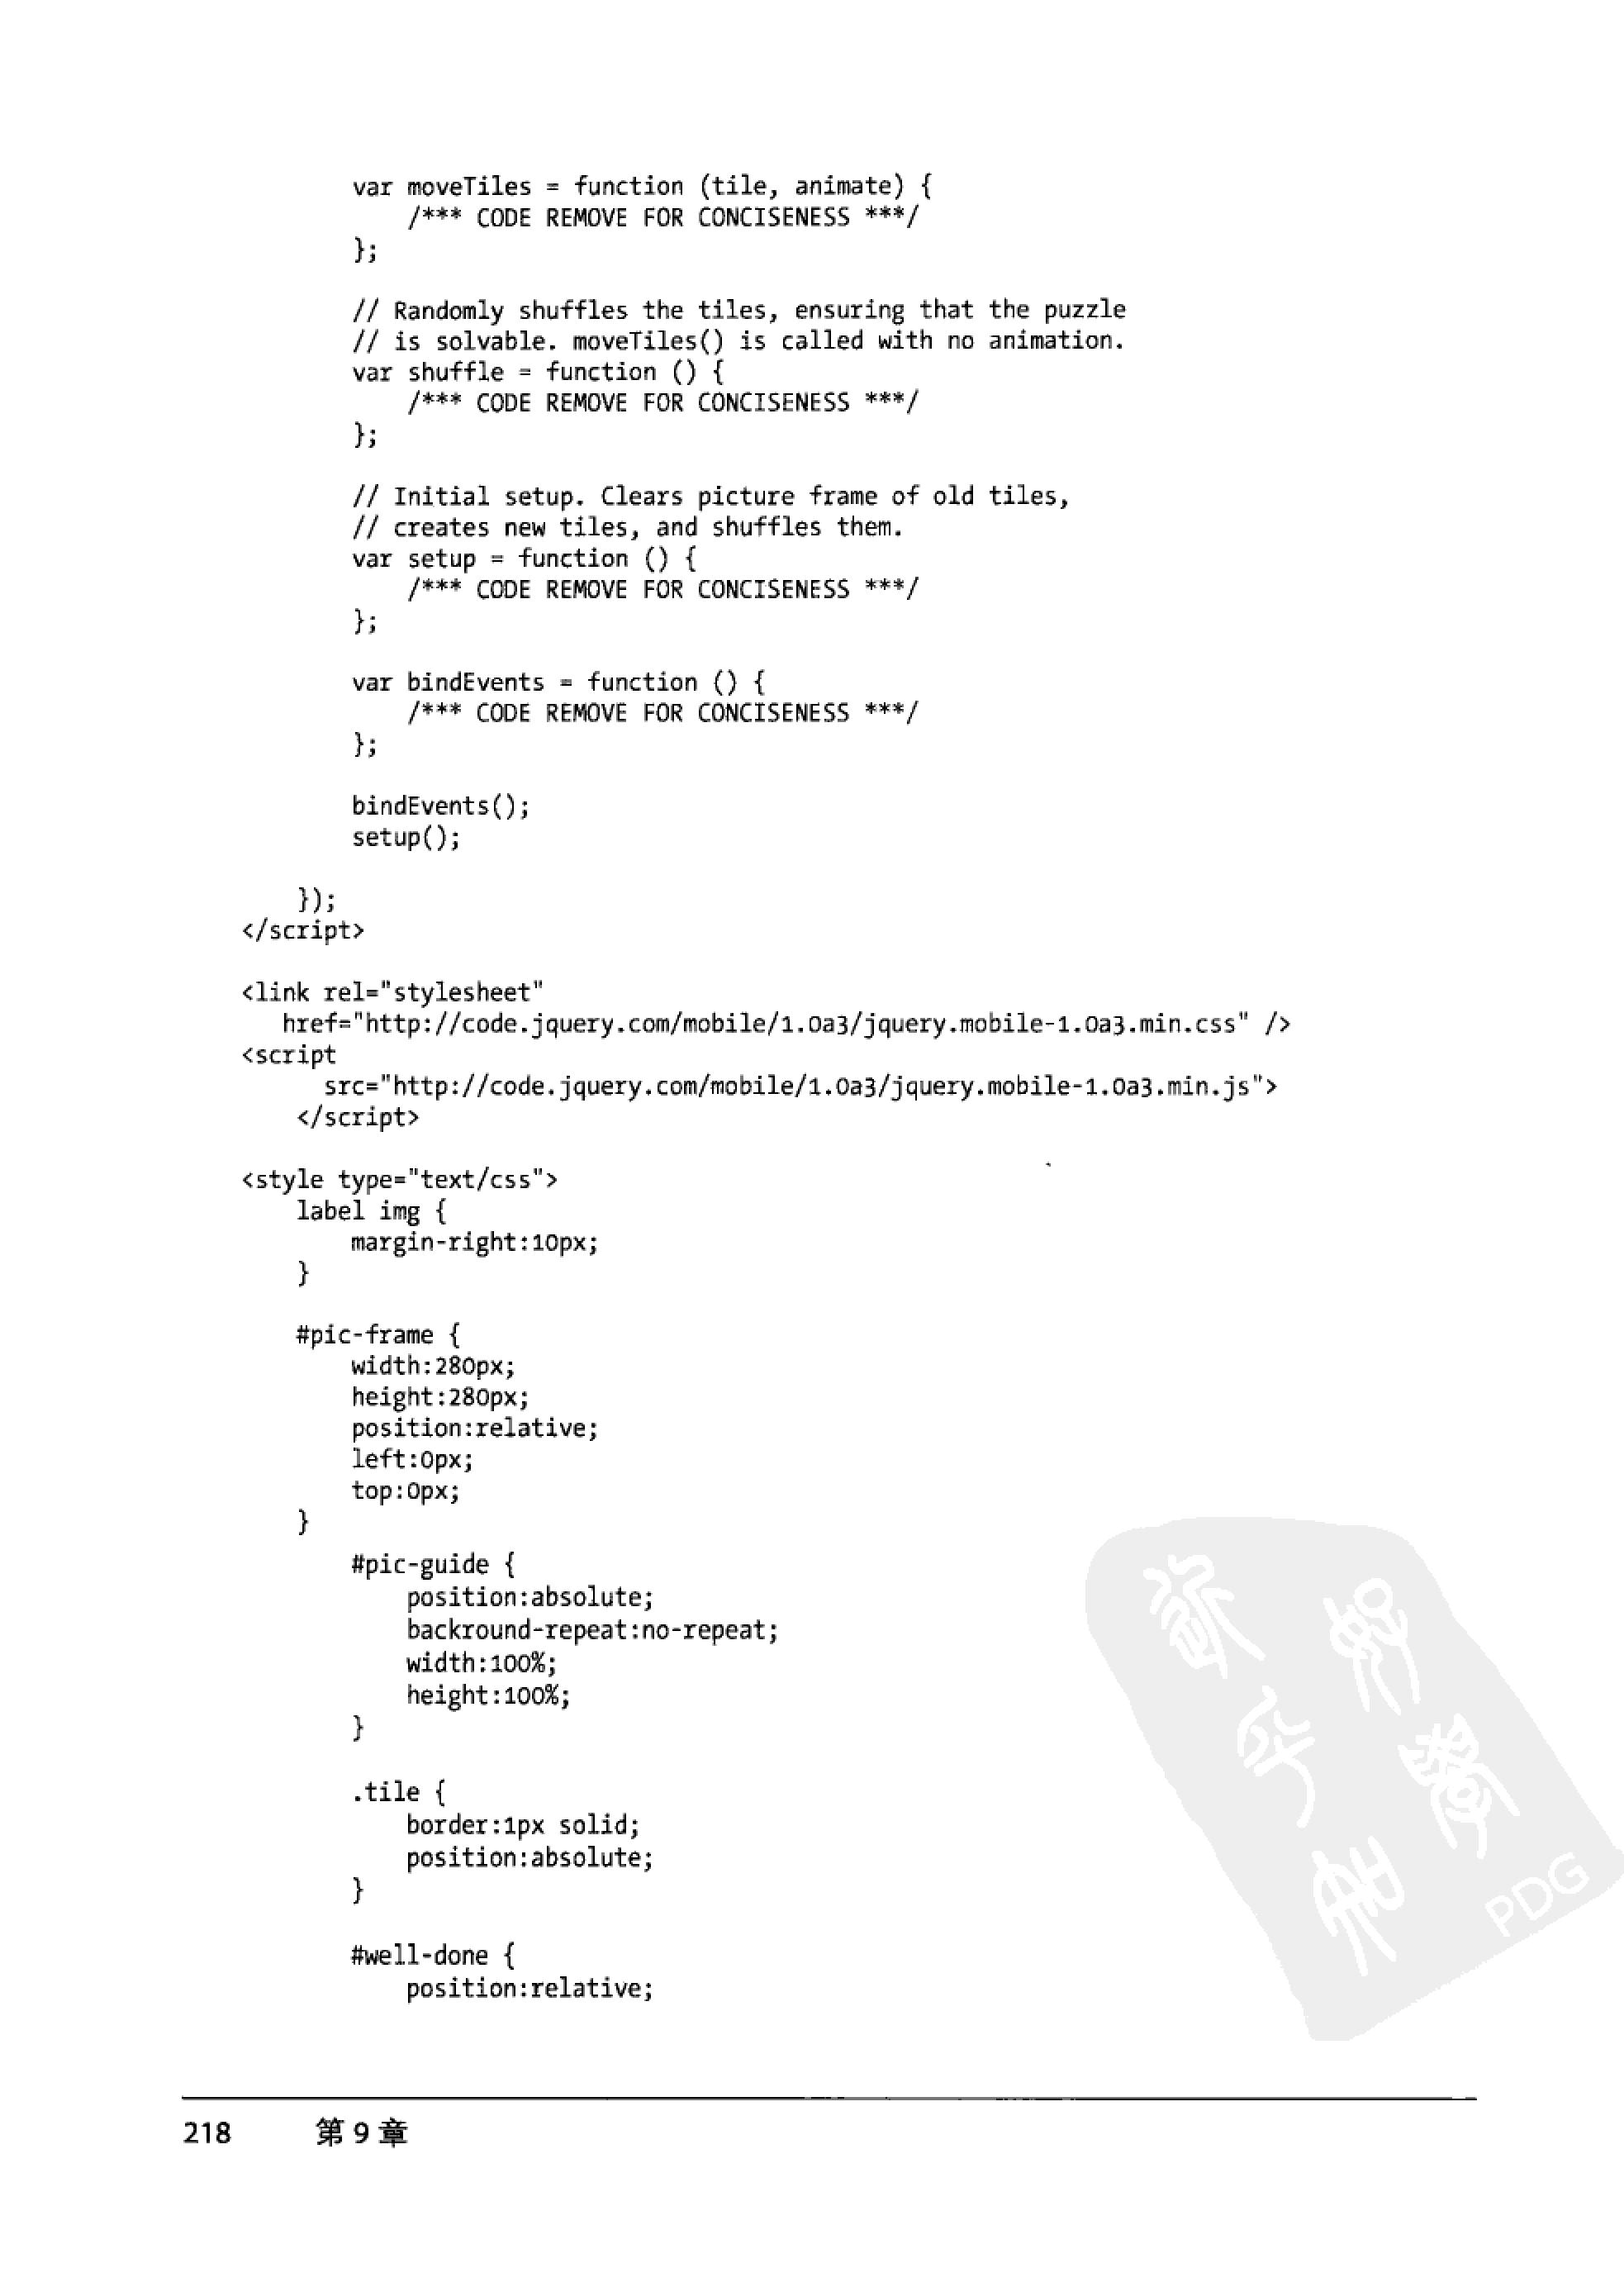 var moveTiles = function (tile, animate) {
/*** CODE REMOVE FOR CONCISENESS ***/
};
// Randomly shuffles the tiles, ensuring that the puzzle
// is solvable. moveTiles() is called with no animation.
var shuffle = function () {
/*** CODE REMOVE FOR CONCISENESS ***/
};
// Initial setup. Clears picture frame of old tiles,
// creates new tiles, and shuffles them.
var setup = function () {
/*** CODE REMOVE FOR CONCISENESS ***/
};
var bindEvents = function () {
/*** CODE REMOVE FOR CONCISENESS ***/
};
bindEvents();
setup();
});
</script>
<link rel="stylesheet"
href="http://code.jquery.com/mobile/1.0a3/jquery.mobile-1.0a3.min.css" />
<script
src="http://code.jquery.com/mobile/1.0a3/jquery.mobile-1.0a3.min.js">
</script>
<style type="text/css">
label img {
margin-right:10px;
}
#pic-frame {
width:280px;
height:280px;
position:relative;
left:0px;
top:0px;
}
#pic-guide {
position:absolute;
backround-repeat:no-repeat;
width:100%;
height:100%;
}
.tile {
border:1px solid;
position:absolute;
}
#well-done {
position:relative;
PDG
218 第 9 章